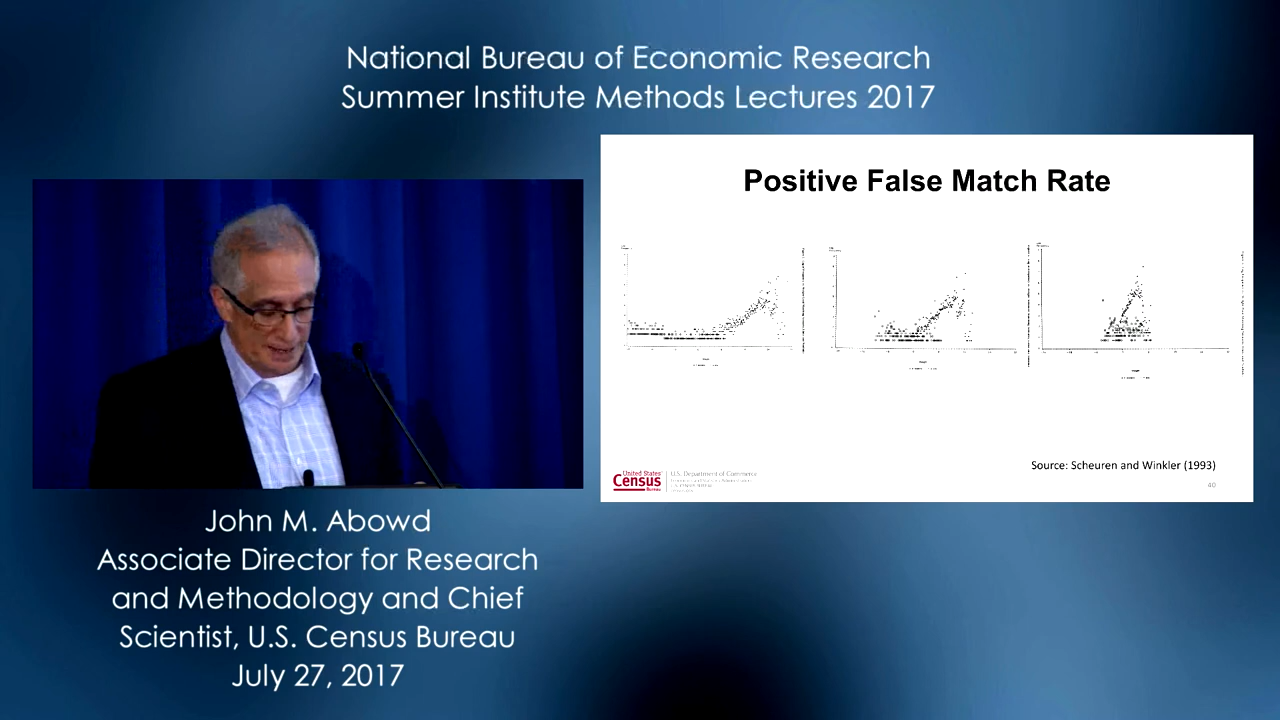 National Bureau of Economic Research
Summer Institute Methods Lectures 2017
Positive False Match Rate
Source: Scheuren and Winkler (1993)
United States
Census
Bureau
U.S. Department of Commerce
40
John M. Abowd
Associate Director for Research
and Methodology and Chief
Scientist, U.S. Census Bureau
July 27, 2017